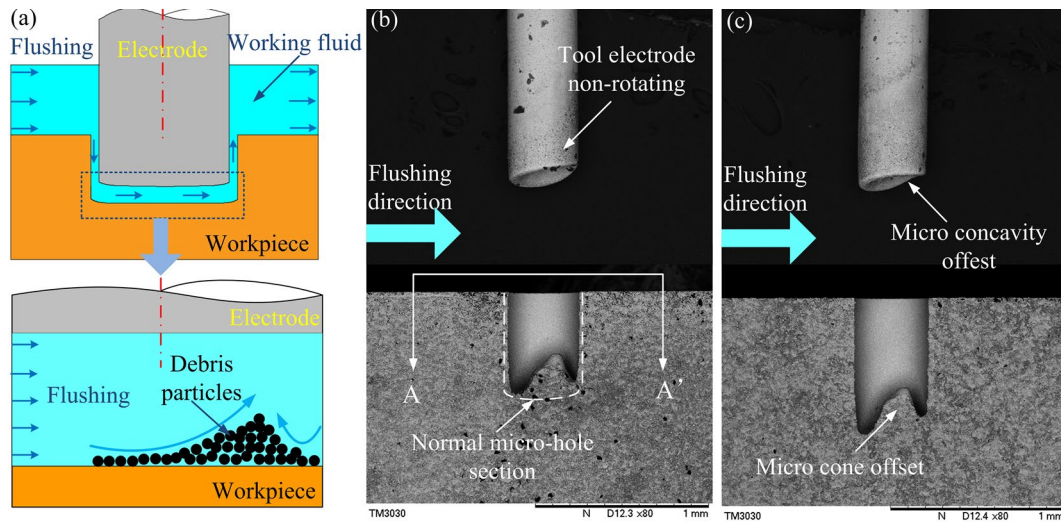 (a)
Flushing
Electrode
Working fluid
Workpiece
Electrode
Debris
particles
Flushing
Workpiece
(b)
Tool electrode
non-rotating
Flushing
direction
A
A'
Normal micro-hole
section
TM3030
N
D12.3 ×80
1 mm
(c)
Flushing
direction
Micro concavity
offest
Micro cone offset
TM3030
N
D12.4 ×80
1 mm